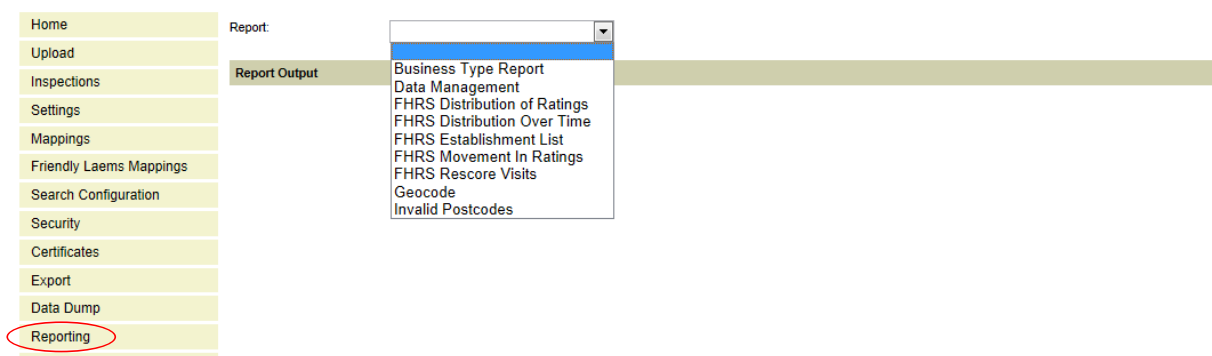 Home
Upload
Inspections
Settings
Mappings
Friendly Laems Mappings
Search Configuration
Security
Certificates
Export
Data Dump
Reporting
Report:
Report Output
Business Type Report
Data Management
FHRS Distribution of Ratings
FHRS Distribution Over Time
FHRS Establishment List
FHRS Movement In Ratings
FHRS Rescore Visits
Geocode
Invalid Postcodes